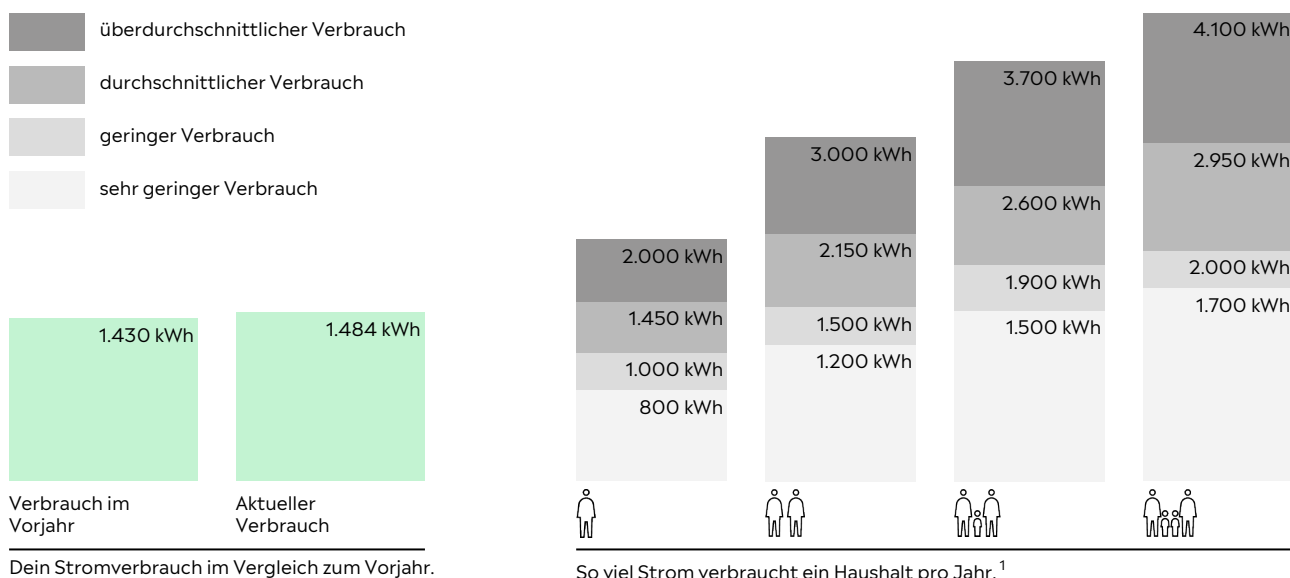 überdurchschnittlicher Verbrauch
durchschnittlicher Verbrauch
geringer Verbrauch
sehr geringer Verbrauch
1.430 kWh
1.484 kWh
Verbrauch im
Vorjahr
Aktueller
Verbrauch
Dein Stromverbrauch im Vergleich zum Vorjahr.
2.000 kWh
1.450 kWh
1.000 kWh
800 kWh
3.000 kWh
2.150 kWh
1.500 kWh
1.200 kWh
3.700 kWh
2.600 kWh
1.900 kWh
1.500 kWh
4.100 kWh
2.950 kWh
2.000 kWh
1.700 kWh
So viel Strom verbraucht ein Haushalt pro Jahr.¹